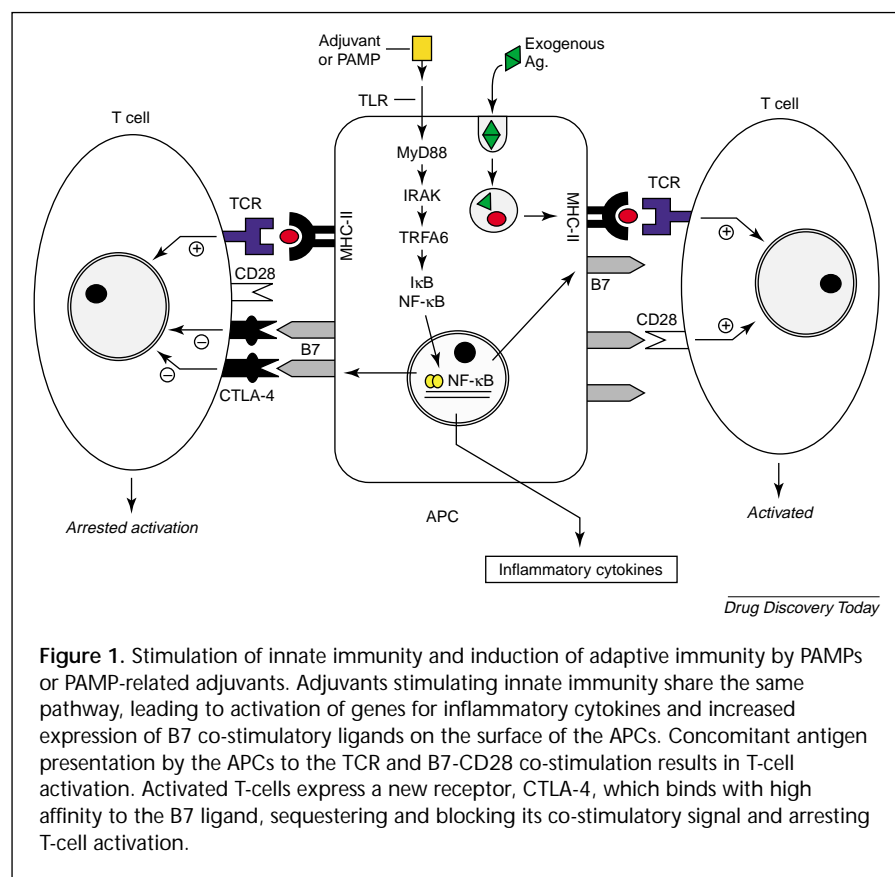 Adjuvant
or PAMP
Exogenous
Ag.
TLR
T cell
T cell
MyD88
IRAK
TRFA6
IκB
NF-κB
TCR
MHC-II
MHC-II
TCR
+
+
CD28
B7
CD28
+
B7
−
−
CTLA-4
NF-κB
Arrested activation
APC
Activated
Inflammatory cytokines
Drug Discovery Today
Figure 1. Stimulation of innate immunity and induction of adaptive immunity by PAMPs
or PAMP-related adjuvants. Adjuvants stimulating innate immunity share the same
pathway, leading to activation of genes for inflammatory cytokines and increased
expression of B7 co-stimulatory ligands on the surface of the APCs. Concomitant antigen
presentation by the APCs to the TCR and B7-CD28 co-stimulation results in T-cell
activation. Activated T-cells express a new receptor, CTLA-4, which binds with high
affinity to the B7 ligand, sequestering and blocking its co-stimulatory signal and arresting
T-cell activation.